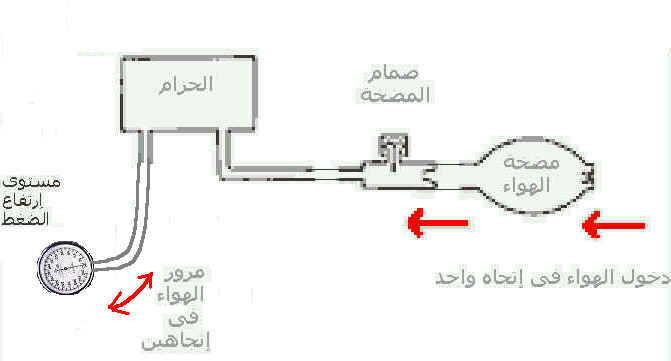 الحزام
صمام
المضخة
مضخة
الهواء
مستوى
إرتفاع
الضغط
دخول الهواء فى إتجاه واحد
مرور
الهواء
فى
إتجاهين